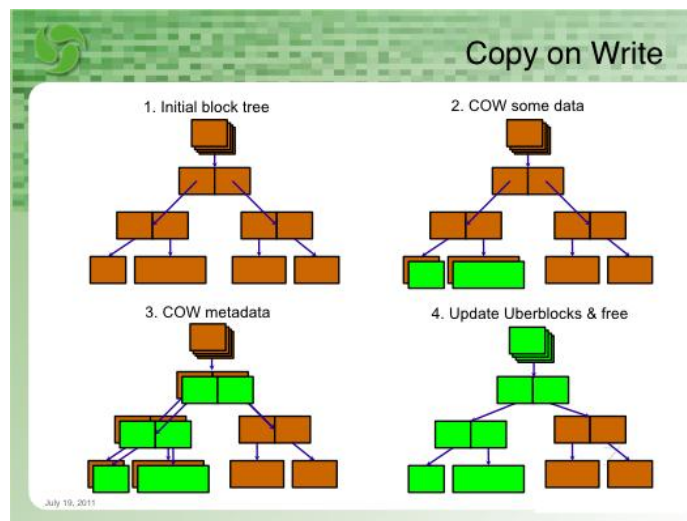 Copy on Write
1. Initial block tree
2. COW some data
3. COW metadata
4. Update Uberblocks & free
July 19, 2011